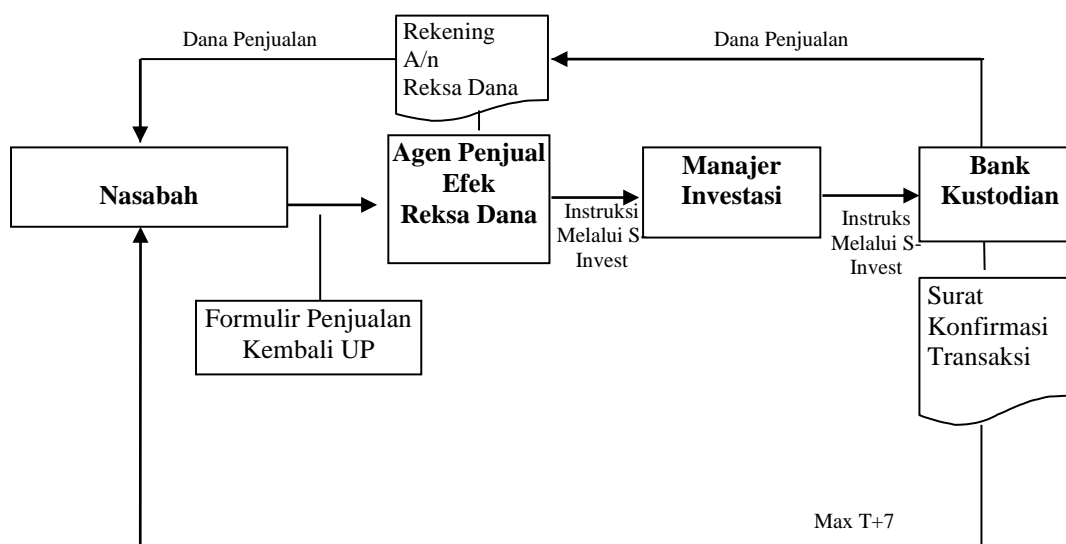 Dana Penjualan
Rekening
A/n
Reksa Dana
Dana Penjualan
Nasabah
Agen Penjual
Efek
Reksa Dana
Instruksi
Melalui S-
Invest
Manajer
Investasi
Instruks
Melalui S-
Invest
Bank
Kustodian
Formulir Penjualan
Kembali UP
Surat
Konfirmasi
Transaksi
Max T+7